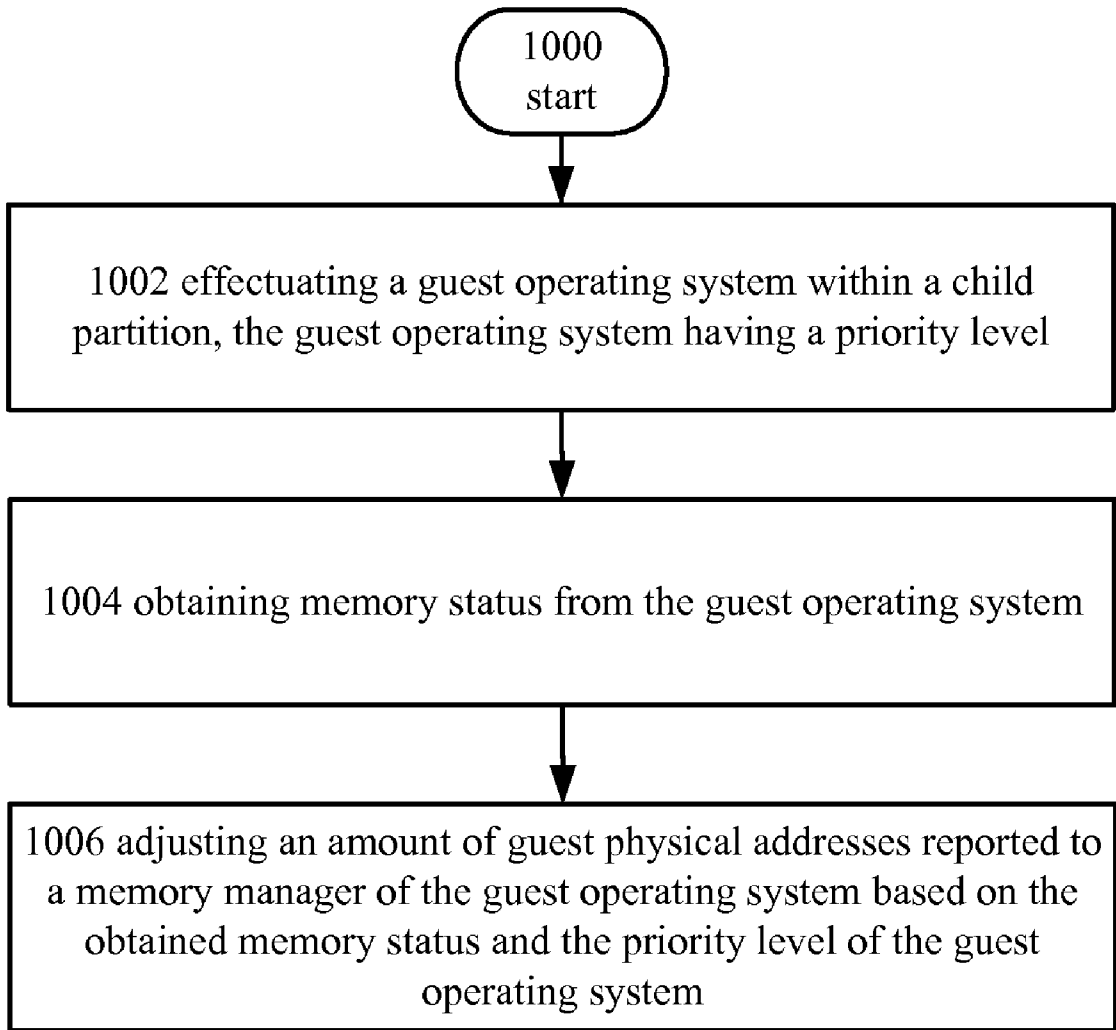 1000
start
1002 effectuating a guest operating system within a child
partition, the guest operating system having a priority level
1004 obtaining memory status from the guest operating system
1006 adjusting an amount of guest physical addresses reported to
a memory manager of the guest operating system based on the
obtained memory status and the priority level of the guest
operating system